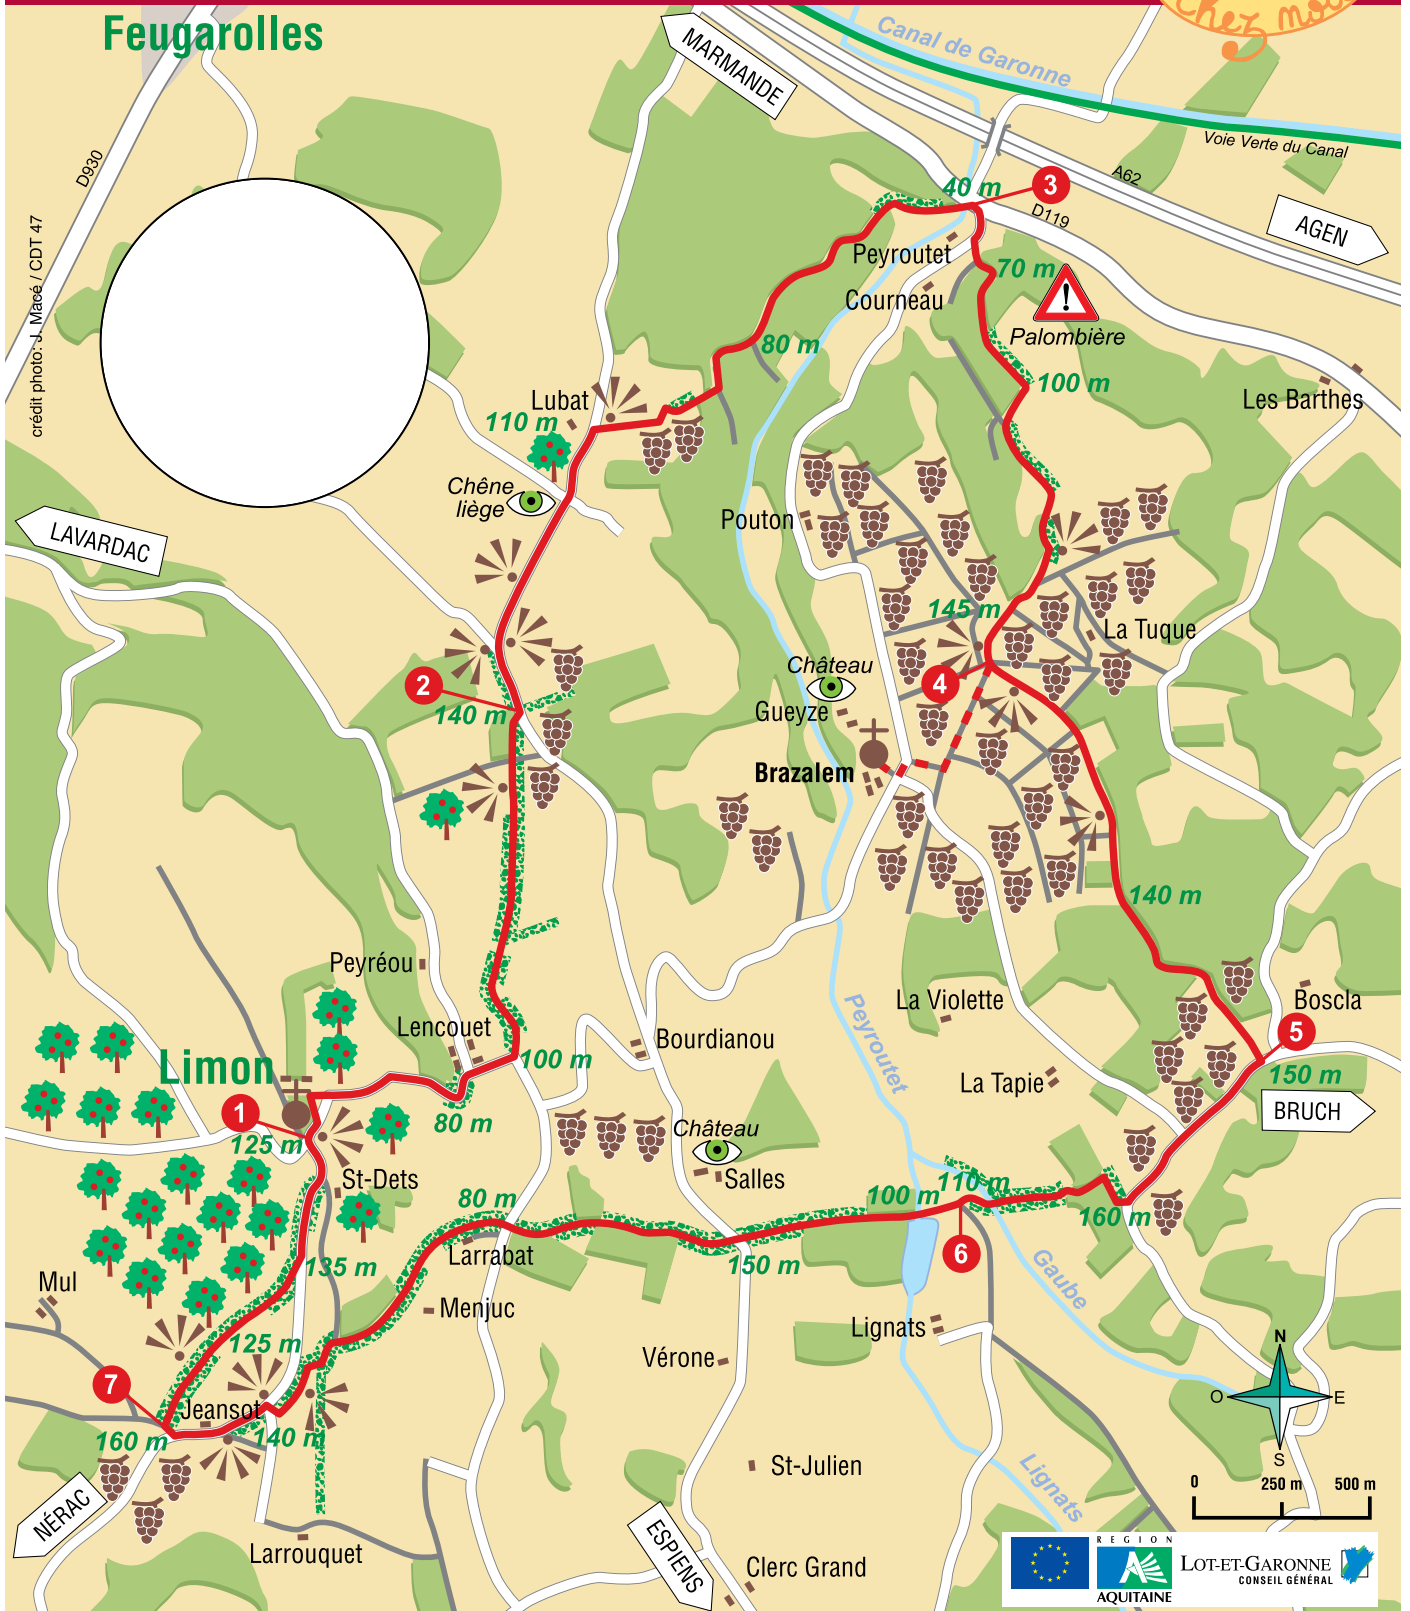 chez nous
Feugarolles
MARMANDE
Canal de Garonne
Voie Verte du Canal
D930
A62
3
40 m
D119
AGEN
crédit photo: J. Macé / CDT 47
Peyroutet
70 m
Courneau
!
Palombière
80 m
100 m
Lubat
110 m
Les Barthes
Chêne
liège
Pouton
LAVARDAC
145 m
La Tuque
Château
2
4
140 m
Gueyze
Brazalem
140 m
Peyréou
La Violette
Boscla
Peyroutet
Lencouet
Bourdianou
5
100 m
Limon
La Tapie
150 m
1
BRUCH
80 m
Château
125 m
St-Dets
Salles
80 m
100 m
110 m
160 m
Larrabat
6
135 m
150 m
Mul
Gaube
Menjuc
Lignats
125 m
Vérone
N
7
O
E
Jeansot
160 m
140 m
S
St-Julien
Lignats
0
250 m
500 m
NÉRAC
ESPIENS
Larrouquet
Clerc Grand
REGION
AQUITAINE
LOT-ET-GARONNE
CONSEIL GÉNÉRAL